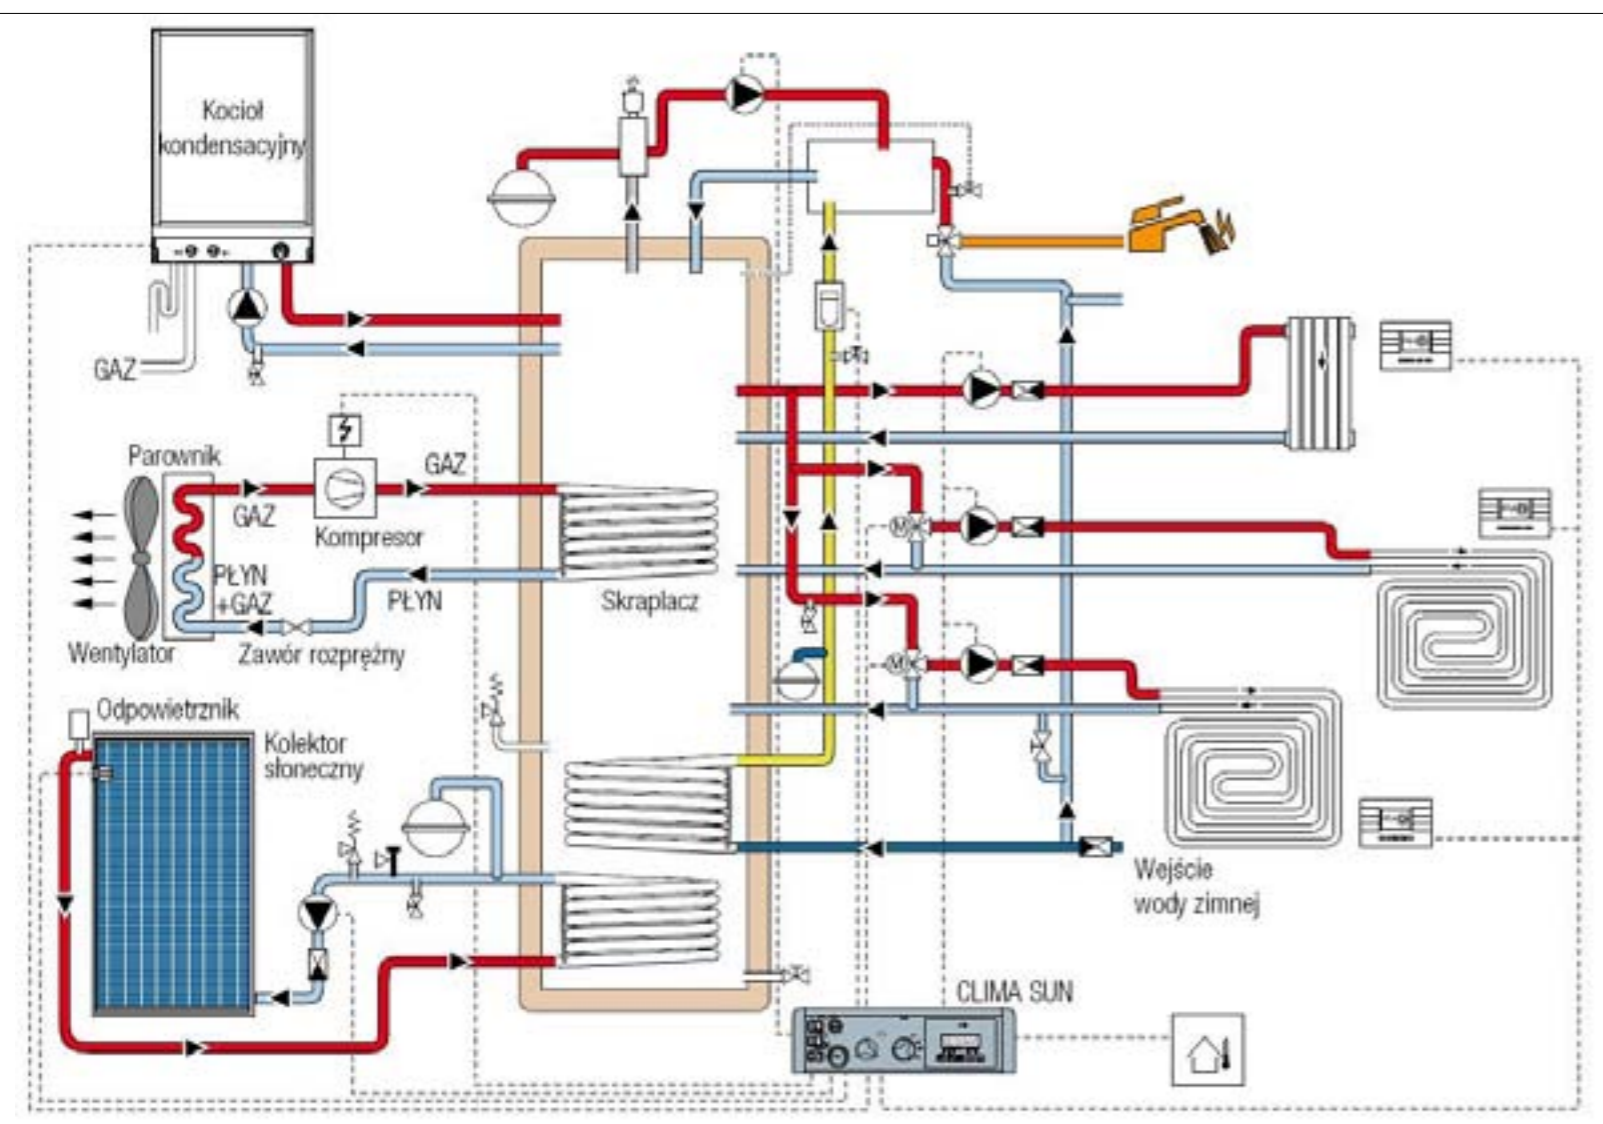 Kocioł
kondensacyjny
GAZ
Parownik
GAZ
GAZ
Kompresor
PŁYN
+GAZ
PŁYN
Skraplacz
Wentylator
Zawór rozprężny
Odpowietrznik
Kolektor
słoneczny
M
M
Wejście
wody zimnej
CLIMA SUN